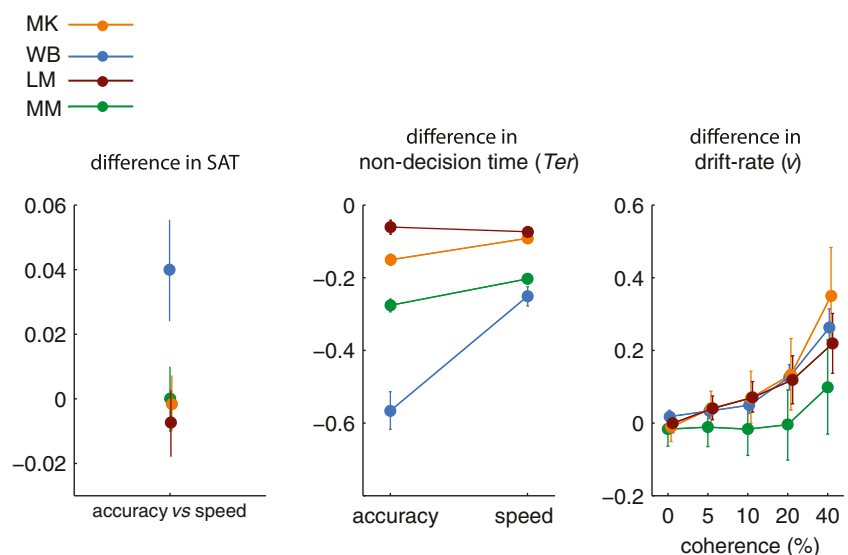 MK
WB
LM
MM
difference in SAT
0.06
0.04
0.02
0
−0.02
accuracy vs speed
difference in
non-decision time (Ter)
0
−0.2
−0.4
−0.6
accuracy speed
difference in
drift-rate (v)
0.6
0.4
0.2
0
−0.2
0 5 10 20 40
coherence (%)